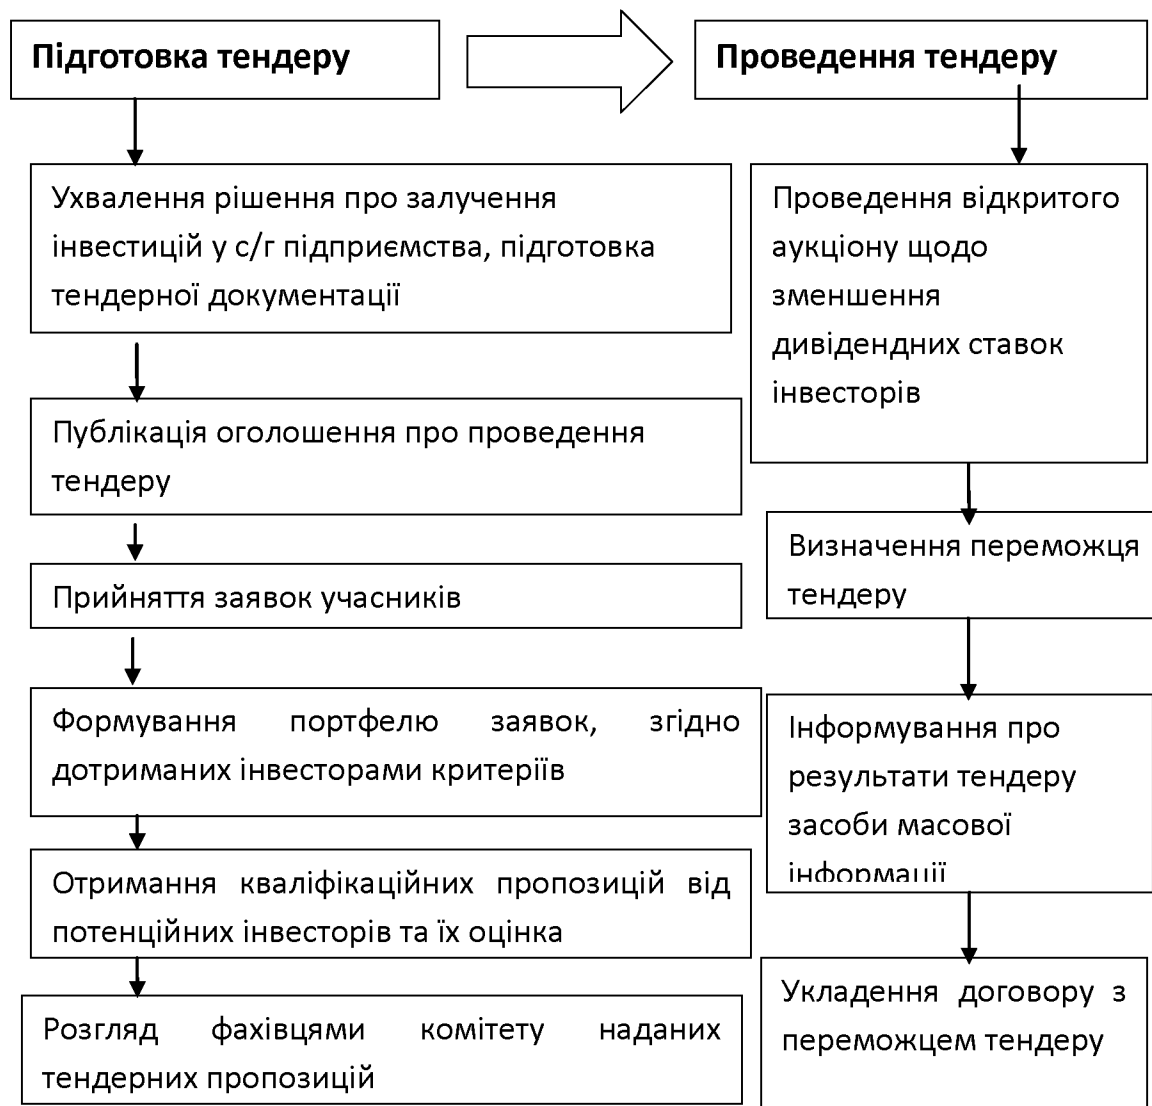 Підготовка тендеру
Проведення тендеру
Ухвалення рішення про залучення
інвестицій у с/г підприємства, підготовка
тендерної документації
Публікація оголошення про проведення
тендеру
Прийняття заявок учасників
Формування портфелю заявок, згідно
дотриманих інвесторами критеріїв
Отримання кваліфікаційних пропозицій від
потенційних інвесторів та їх оцінка
Розгляд фахівцями комітету наданих
тендерних пропозицій
Проведення відкритого
аукціону щодо
зменшення
дивідендних ставок
інвесторів
Визначення переможця
тендеру
Інформування про
результати тендеру
засоби масової
інформації
Укладення договору з
переможцем тендеру